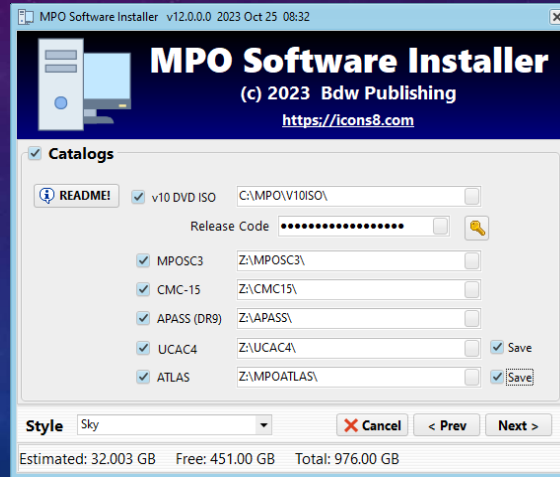 MPO Software Installer v12.0.0.0 2023 Oct 25 08:32
MPO Software Installer
(c) 2023 Bdw Publishing
https://icons8.com
Catalogs
README! v10 DVD ISO C:\MPO\V10ISO\
Release Code ••••••••••••••••••
MPOSC3 Z:\MPOSC3\
CMC-15 Z:\CMC15\
APASS (DR9) Z:\APASS\
UCAC4 Z:\UCAC4\ Save
ATLAS Z:\MPOATLAS\ Save
Style Sky Cancel < Prev Next >
Estimated: 32.003 GB Free: 451.00 GB Total: 976.00 GB